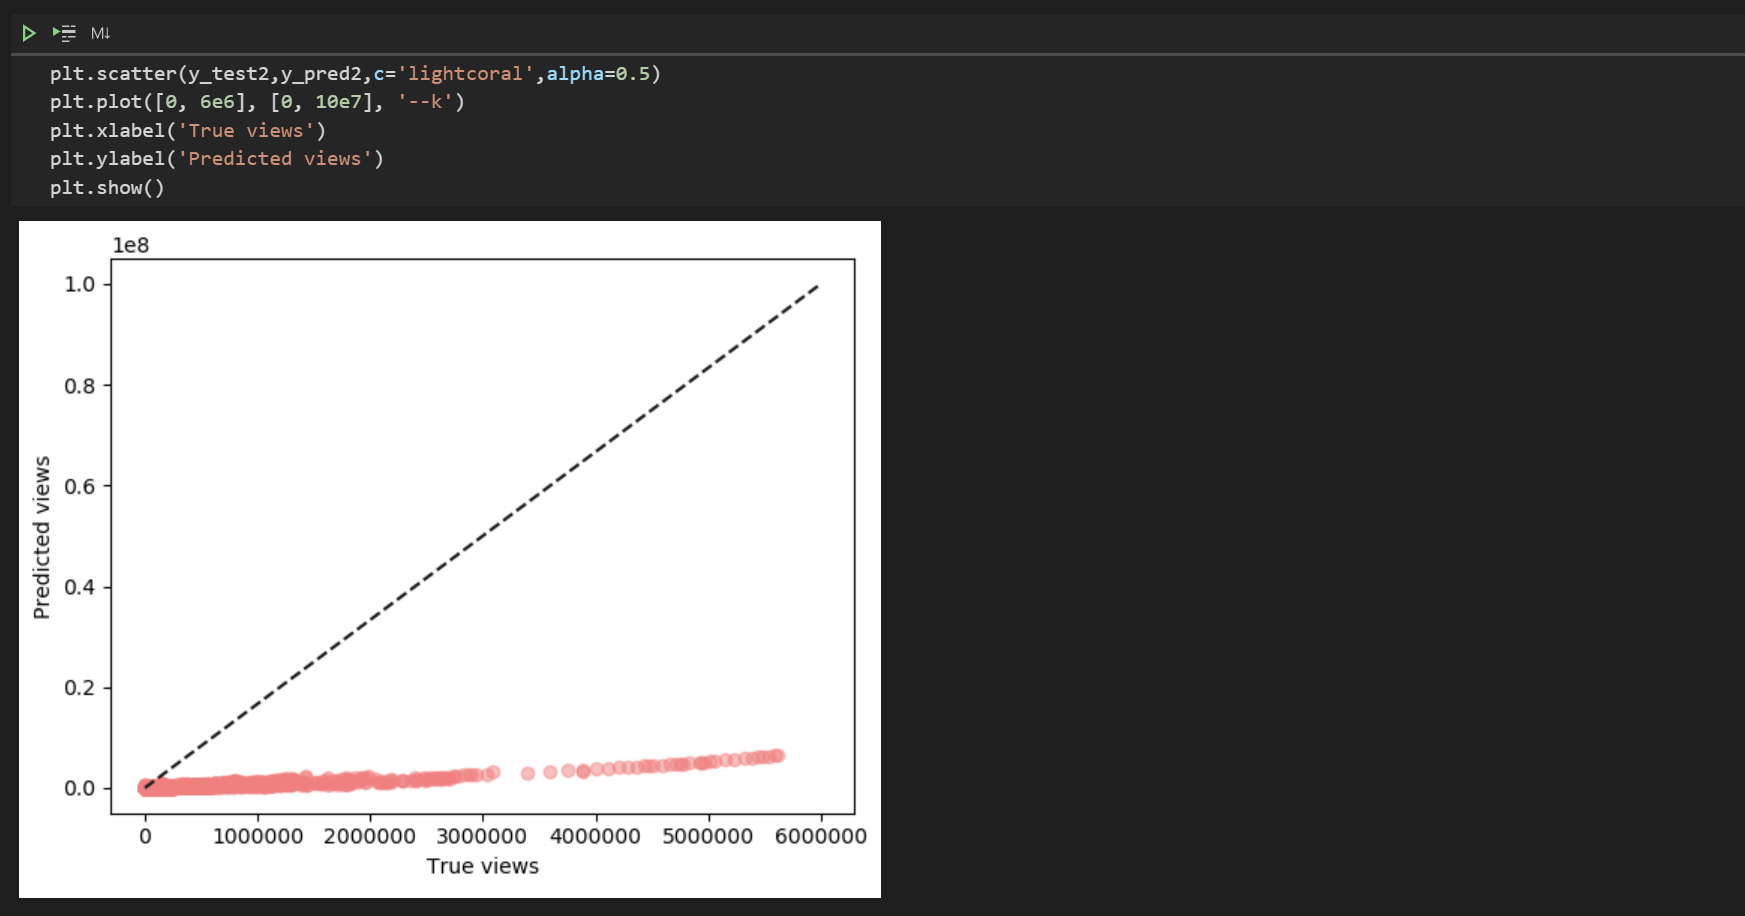 M↓
plt.scatter(y_test2,y_pred2,c='lightcoral',alpha=0.5)
plt.plot([0, 6e6], [0, 10e7], '--k')
plt.xlabel('True views')
plt.ylabel('Predicted views')
plt.show()
1e8
1.0
0.8
0.6
0.4
0.2
0.0
Predicted views
0 1000000 2000000 3000000 4000000 5000000 6000000
True views